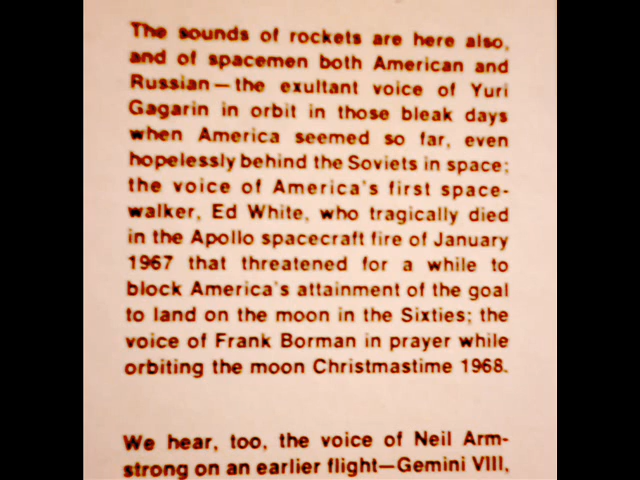 The sounds of rockets are here also,
and of spacemen both American and
Russian—the exultant voice of Yuri
Gagarin in orbit in those bleak days
when America seemed so far, even
hopelessly behind the Soviets in space;
the voice of America's first space-
walker, Ed White, who tragically died
in the Apollo spacecraft fire of January
1967 that threatened for a while to
block America's attainment of the goal
to land on the moon in the Sixties; the
voice of Frank Borman in prayer while
orbiting the moon Christmastime 1968.
We hear, too, the voice of Neil Arm-
strong on an earlier flight—Gemini VIII,